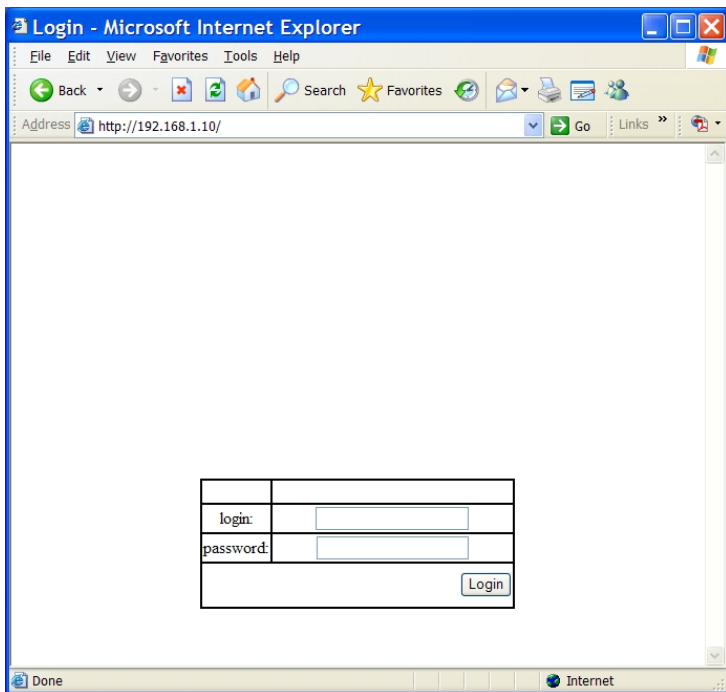 Login - Microsoft Internet Explorer
File Edit View Favorites Tools Help
Back Search Favorites
Address http://192.168.1.10/ Go Links »
login:
password:
Login
Done Internet